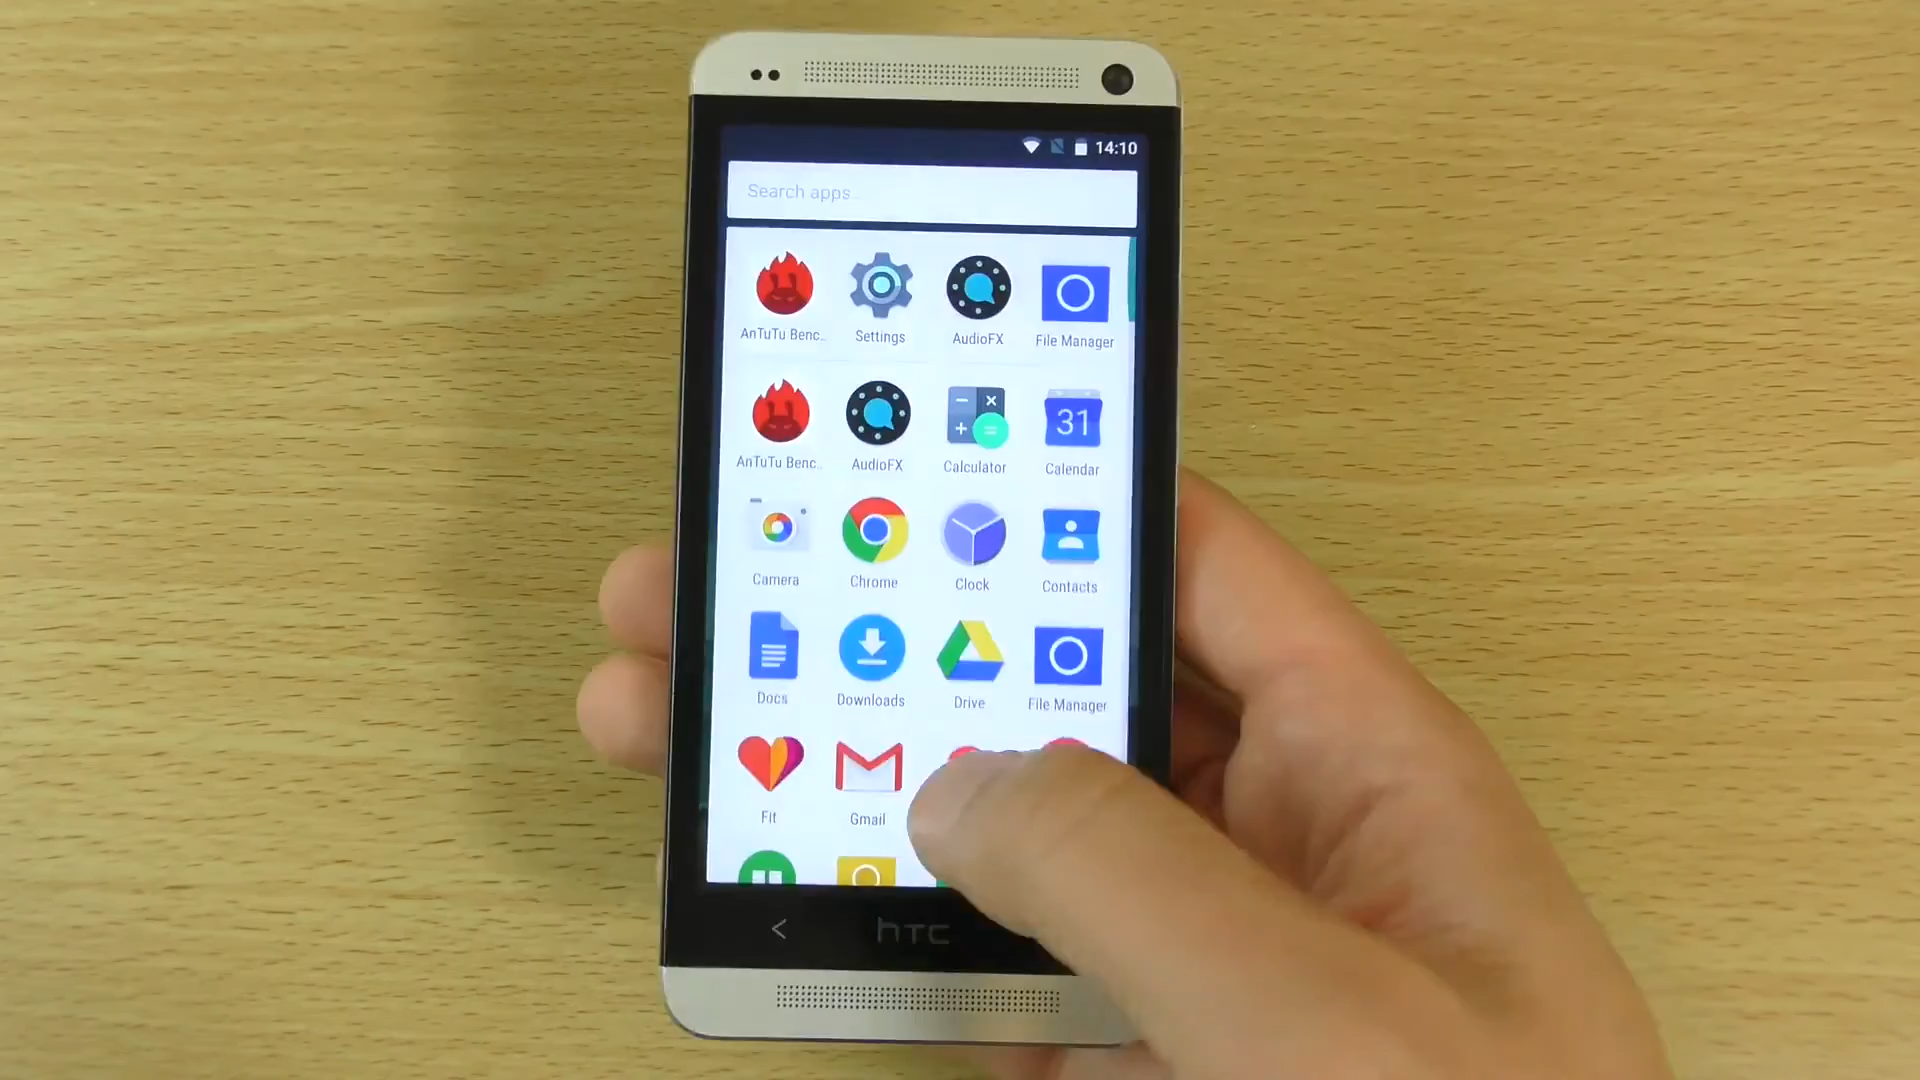 14:10
Search apps...
AnTuTu Benc.. Settings AudioFX File Manager
AnTuTu Benc.. AudioFX Calculator Calendar
31
Camera Chrome Clock Contacts
Docs Downloads Drive File Manager
Fit Gmail
hTC